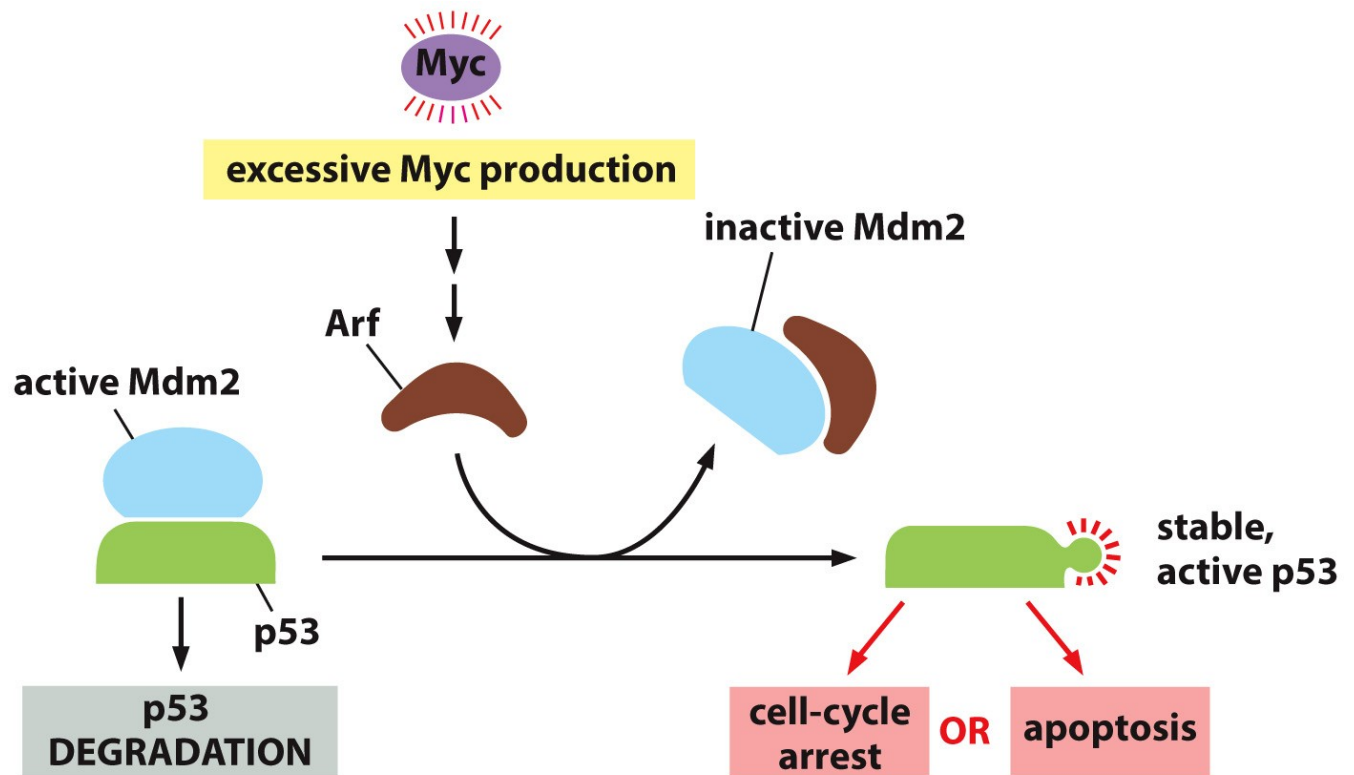 Myc
excessive Myc production
inactive Mdm2
Arf
active Mdm2
stable,
active p53
p53
p53
DEGRADATION
cell-cycle
arrest
OR
apoptosis